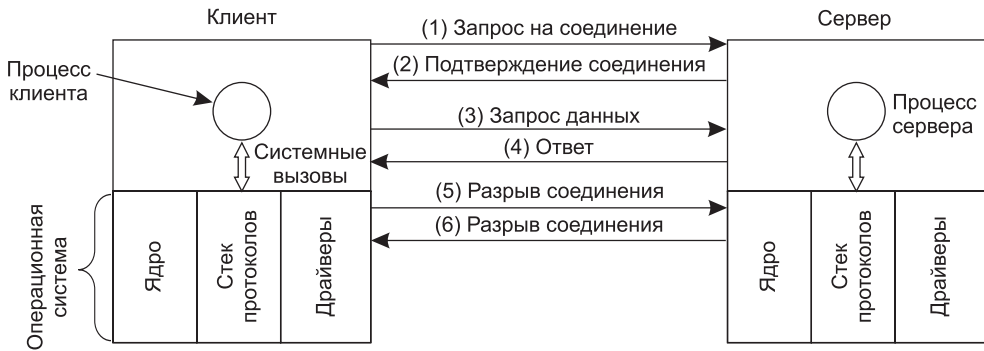 Клиент
(1) Запрос на соединение
Сервер
Процесс
клиента
(2) Подтверждение соединения
(3) Запрос данных
Процесс
сервера
(4) Ответ
Системные
вызовы
(5) Разрыв соединения
(6) Разрыв соединения
Операционная
система
Ядро
Стек
протоколов
Драйверы
Ядро
Стек
протоколов
Драйверы